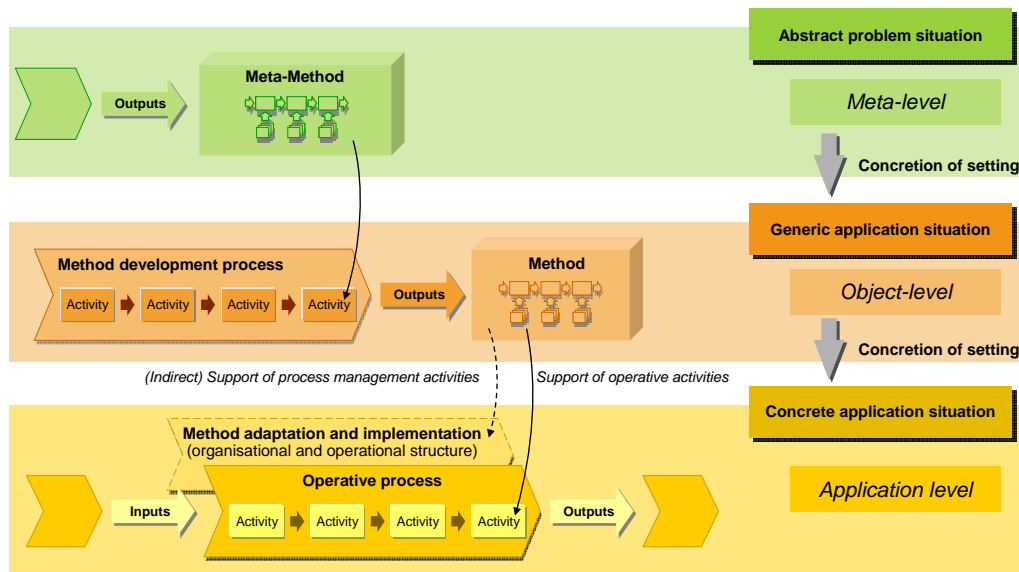 Abstract problem situation
Meta-Method
Outputs
Meta-level
Concretion of setting
Generic application situation
Method development process
Activity Activity Activity Activity
Outputs
Method
Object-level
Concretion of setting
(Indirect) Support of process management activities
Support of operative activities
Concrete application situation
Method adaptation and implementation
(organisational and operational structure)
Operative process
Inputs
Activity Activity Activity Activity
Outputs
Application level